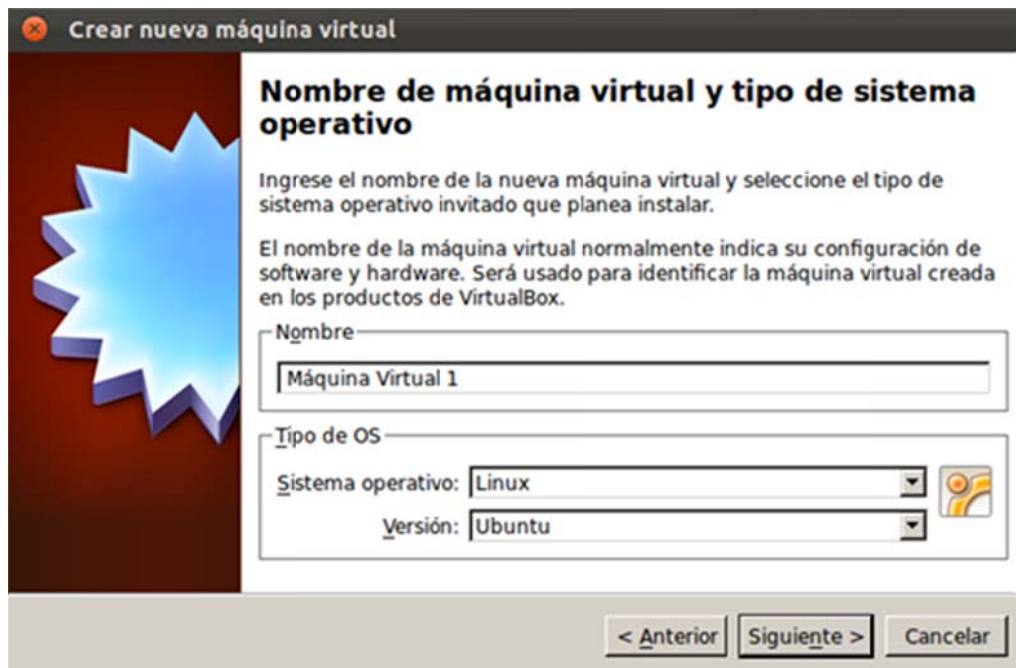 Crear nueva máquina virtual
Nombre de máquina virtual y tipo de sistema
operativo
Ingrese el nombre de la nueva máquina virtual y seleccione el tipo de
sistema operativo invitado que planea instalar.
El nombre de la máquina virtual normalmente indica su configuración de
software y hardware. Será usado para identificar la máquina virtual creada
en los productos de VirtualBox.
Nombre
Máquina Virtual 1
Tipo de OS
Sistema operativo: Linux
Versión: Ubuntu
< Anterior Siguiente > Cancelar